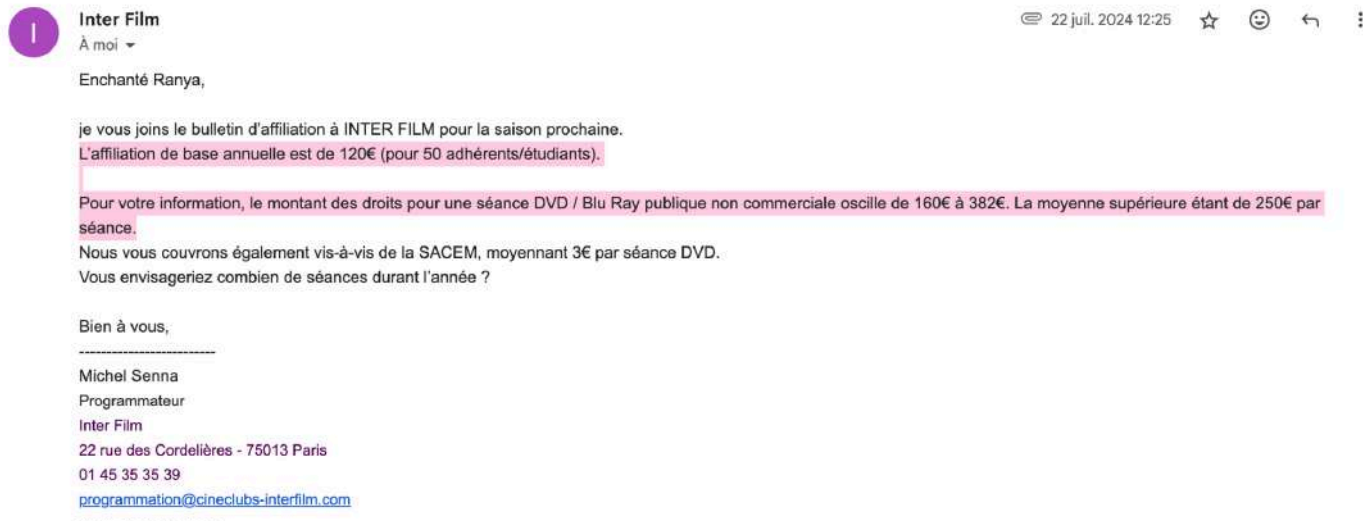 I
Inter Film
22 juil. 2024 12:25
À moi
Enchanté Ranya,
je vous joins le bulletin d'affiliation à INTER FILM pour la saison prochaine.
L'affiliation de base annuelle est de 120€ (pour 50 adhérents/étudiants).
Pour votre information, le montant des droits pour une séance DVD / Blu Ray publique non commerciale oscille de 160€ à 382€. La moyenne supérieure étant de 250€ par
séance.
Nous vous couvrons également vis-à-vis de la SACEM, moyennant 3€ par séance DVD.
Vous envisageriez combien de séances durant l'année ?
Bien à vous,
-------------------------
Michel Senna
Programmateur
Inter Film
22 rue des Cordelières - 75013 Paris
01 45 35 35 39
programmation@cineclubs-interfilm.com